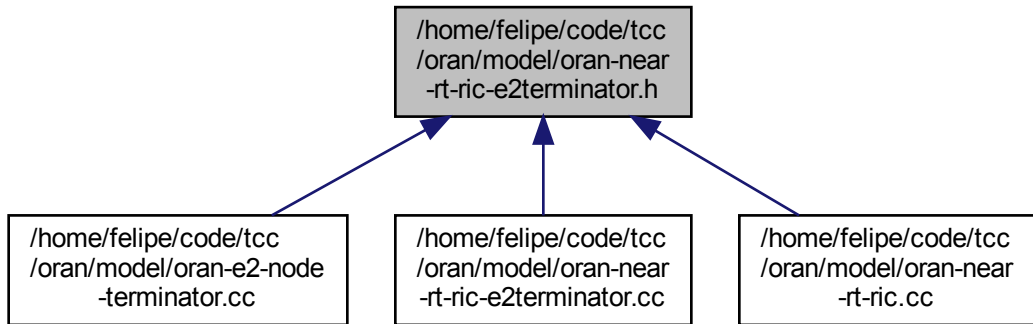 /home/felipe/code/tcc
/oran/model/oran-near
-rt-ric-e2terminator.h
/home/felipe/code/tcc
/oran/model/oran-e2-node
-terminator.cc
/home/felipe/code/tcc
/oran/model/oran-near
-rt-ric-e2terminator.cc
/home/felipe/code/tcc
/oran/model/oran-near
-rt-ric.cc